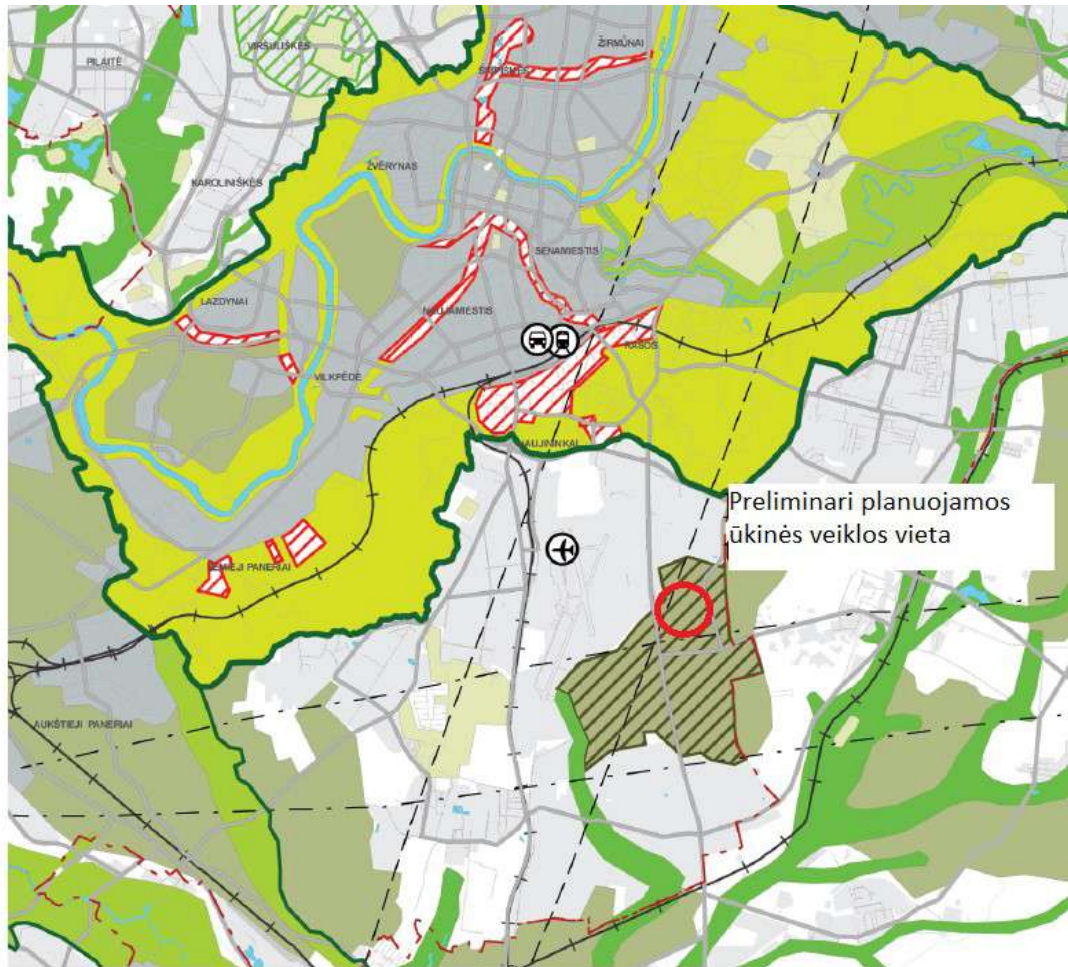 VIRŠULIŠKĖS
ŽIRMŪNAI
PILAITĖ
ŠNIPIŠKĖS
ŽVĖRYNAS
KAROLINIŠKĖS
SENAMIESTIS
LAZDYNAI
NAUJAMIESTIS
RASOS
VILKPĖDĖ
NAUJININKAI
Preliminari planuojamos
ūkinės veiklos vieta
ŽEMIEJI PANERIAI
AUKŠTIEJI PANERIAI